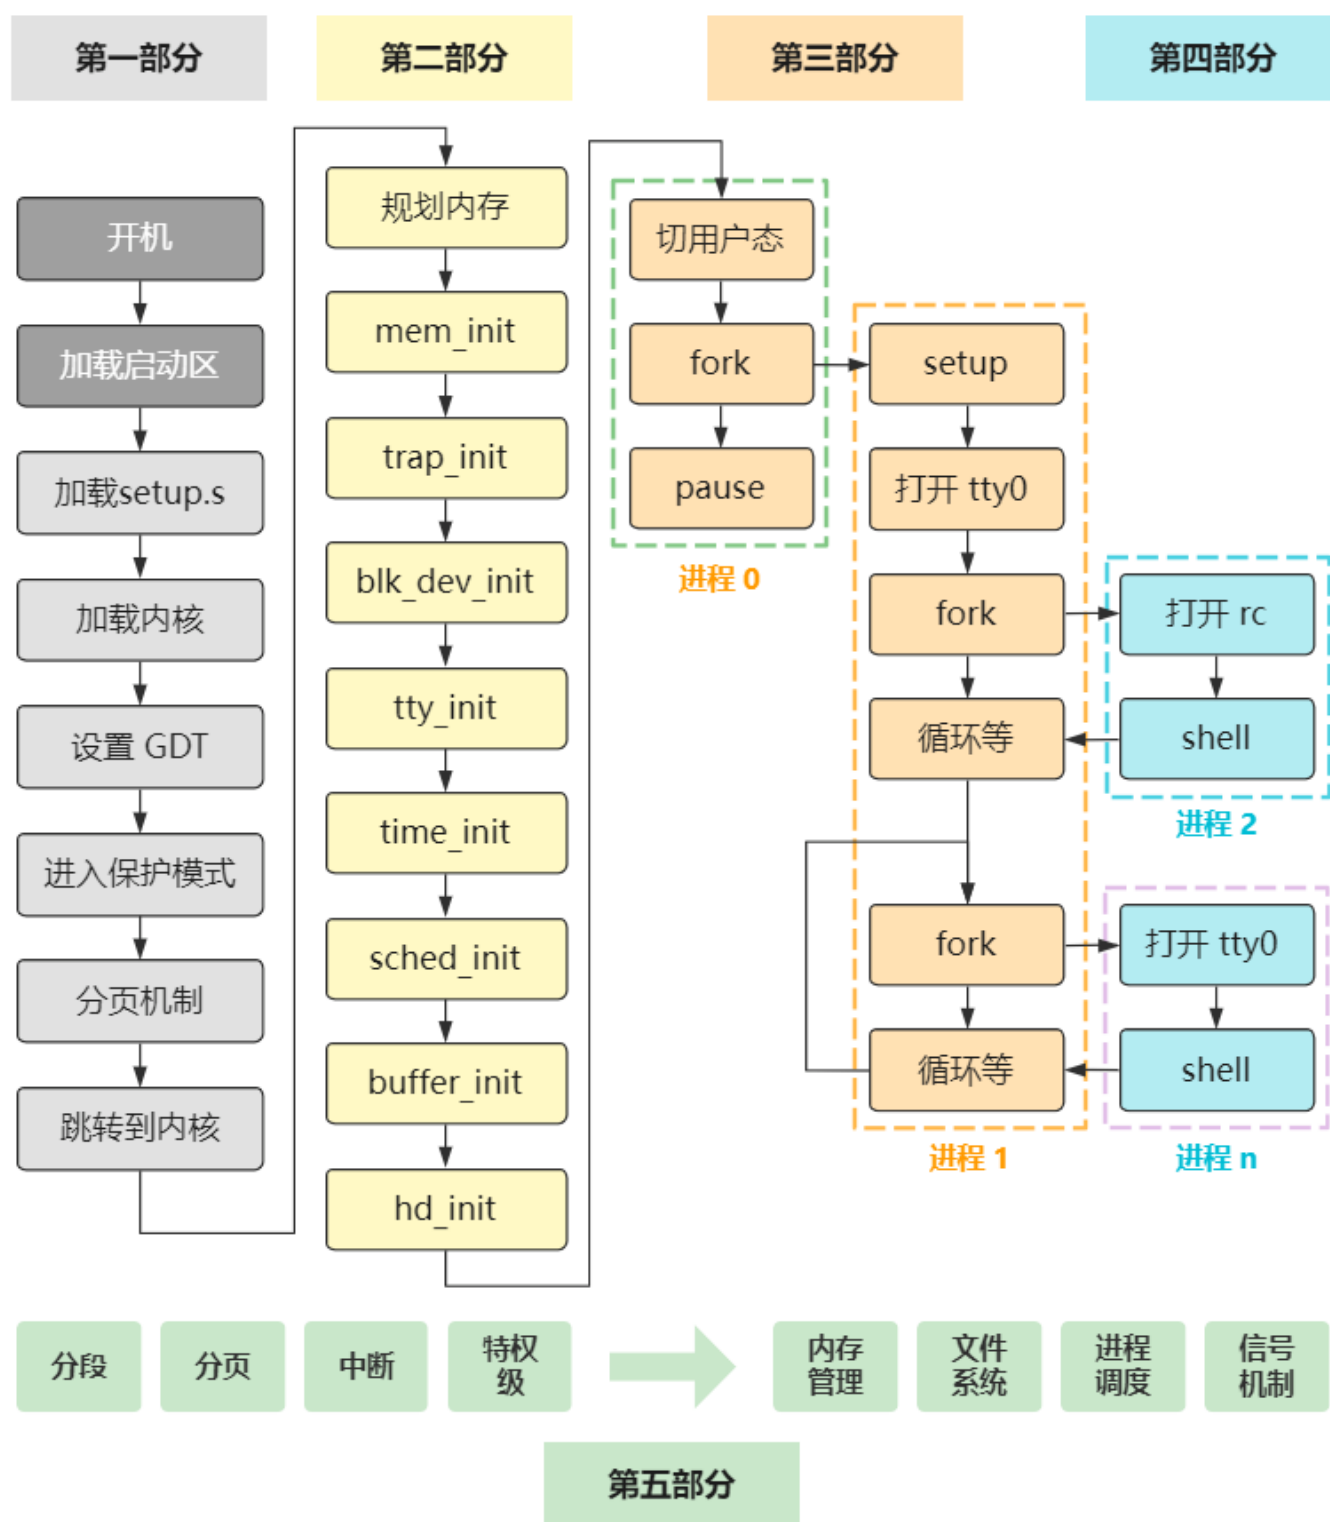 第一部分
第二部分
第三部分
第四部分
开机
加载启动区
加载setup.s
加载内核
设置 GDT
进入保护模式
分页机制
跳转到内核
规划内存
mem_init
trap_init
blk_dev_init
tty_init
time_init
sched_init
buffer_init
hd_init
切用户态
fork
pause
进程 0
setup
打开 tty0
fork
循环等
fork
循环等
进程 1
打开 rc
shell
进程 2
打开 tty0
shell
进程 n
分段
分页
中断
特权
级
内存
管理
文件
系统
进程
调度
信号
机制
第五部分